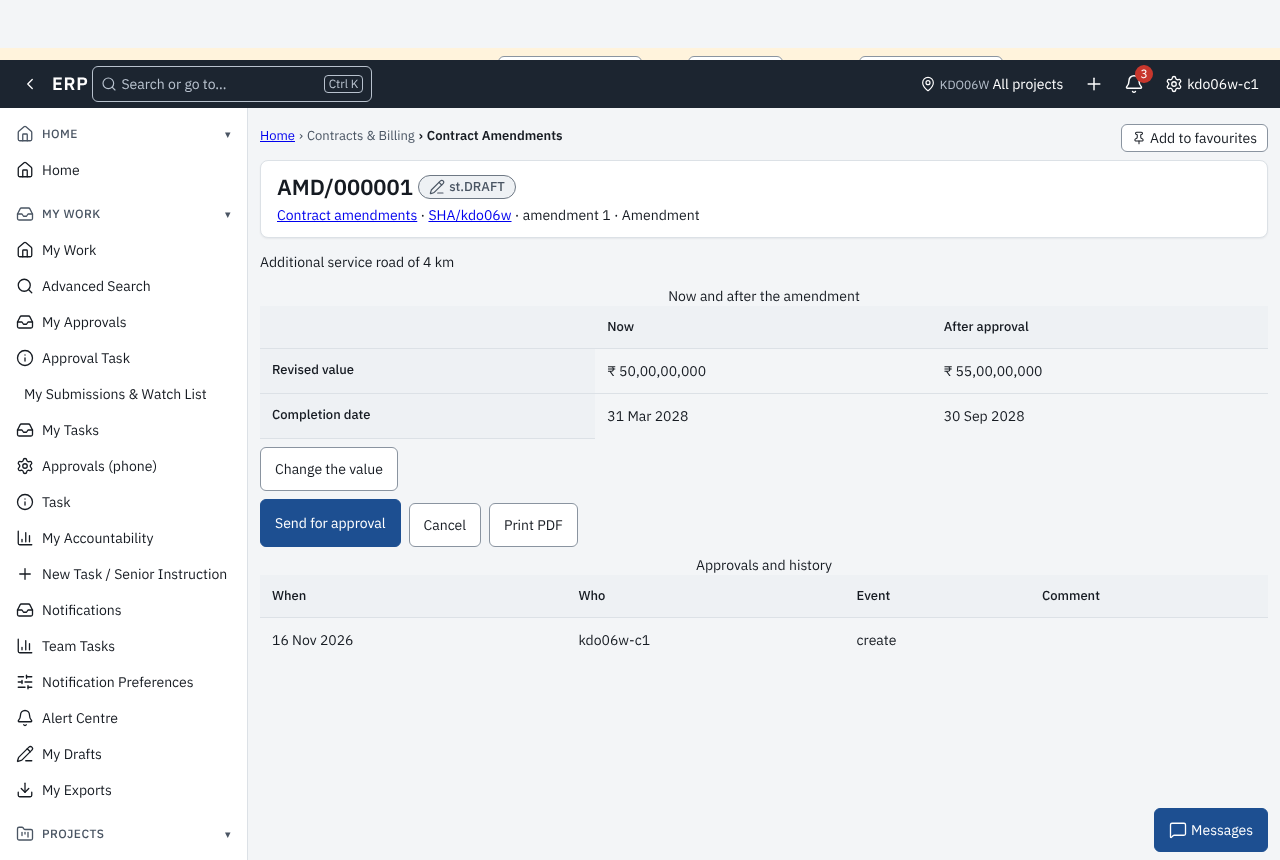 ERP
Search or go to...
Ctrl K
KDO06W All projects
3
kdo06w-c1
HOME
Home
MY WORK
My Work
Advanced Search
My Approvals
Approval Task
My Submissions & Watch List
My Tasks
Approvals (phone)
Task
My Accountability
New Task / Senior Instruction
Notifications
Team Tasks
Notification Preferences
Alert Centre
My Drafts
My Exports
PROJECTS
Home › Contracts & Billing › Contract Amendments
Add to favourites
AMD/000001 st.DRAFT
Contract amendments · SHA/kdo06w · amendment 1 · Amendment
Additional service road of 4 km
Now and after the amendment
Now After approval
Revised value ₹ 50,00,00,000 ₹ 55,00,00,000
Completion date 31 Mar 2028 30 Sep 2028
Change the value
Send for approval Cancel Print PDF
Approvals and history
When Who Event Comment
16 Nov 2026 kdo06w-c1 create
Messages